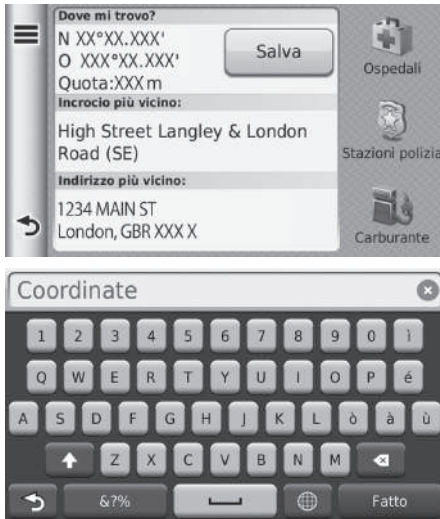 Dove mi trovo?
N XX°XX.XXX'
O XXX°XX.XXX'
Quota:XXX m
Salva
Incrocio più vicino:
High Street Langley & London
Road (SE)
Indirizzo più vicino:
1234 MAIN ST
London, GBR XXX X
Ospedali
Stazioni polizia
Carburante
Coordinate
1 2 3 4 5 6 7 8 9 0 ì
Q W E R T Y U I O P é
A S D F G H J K L ò à ù
Z X C V B N M
&?% Fatto